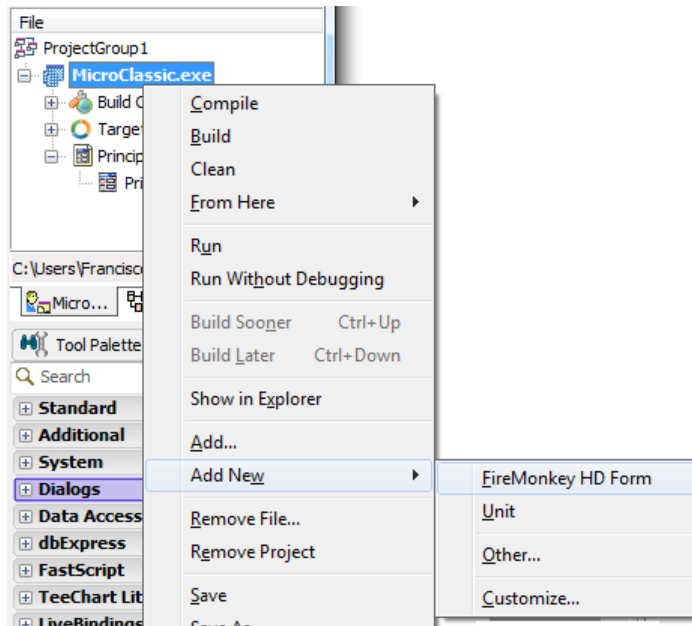 File
ProjectGroup1
MicroClassic.exe
Build
Princip
Pri
C:\Users\Francisco
Micro...
Tool Palette
Search
Standard
Additional
System
Dialogs
Data Access
dbExpress
FastScript
TeeChart Lit
LiveBindings
Compile
Build
Clean
From Here
Run
Run Without Debugging
Build Sooner Ctrl+Up
Build Later Ctrl+Down
Show in Explorer
Add...
Add New
Remove File...
Remove Project
Save
Save As
FireMonkey HD Form
Unit
Other...
Customize...